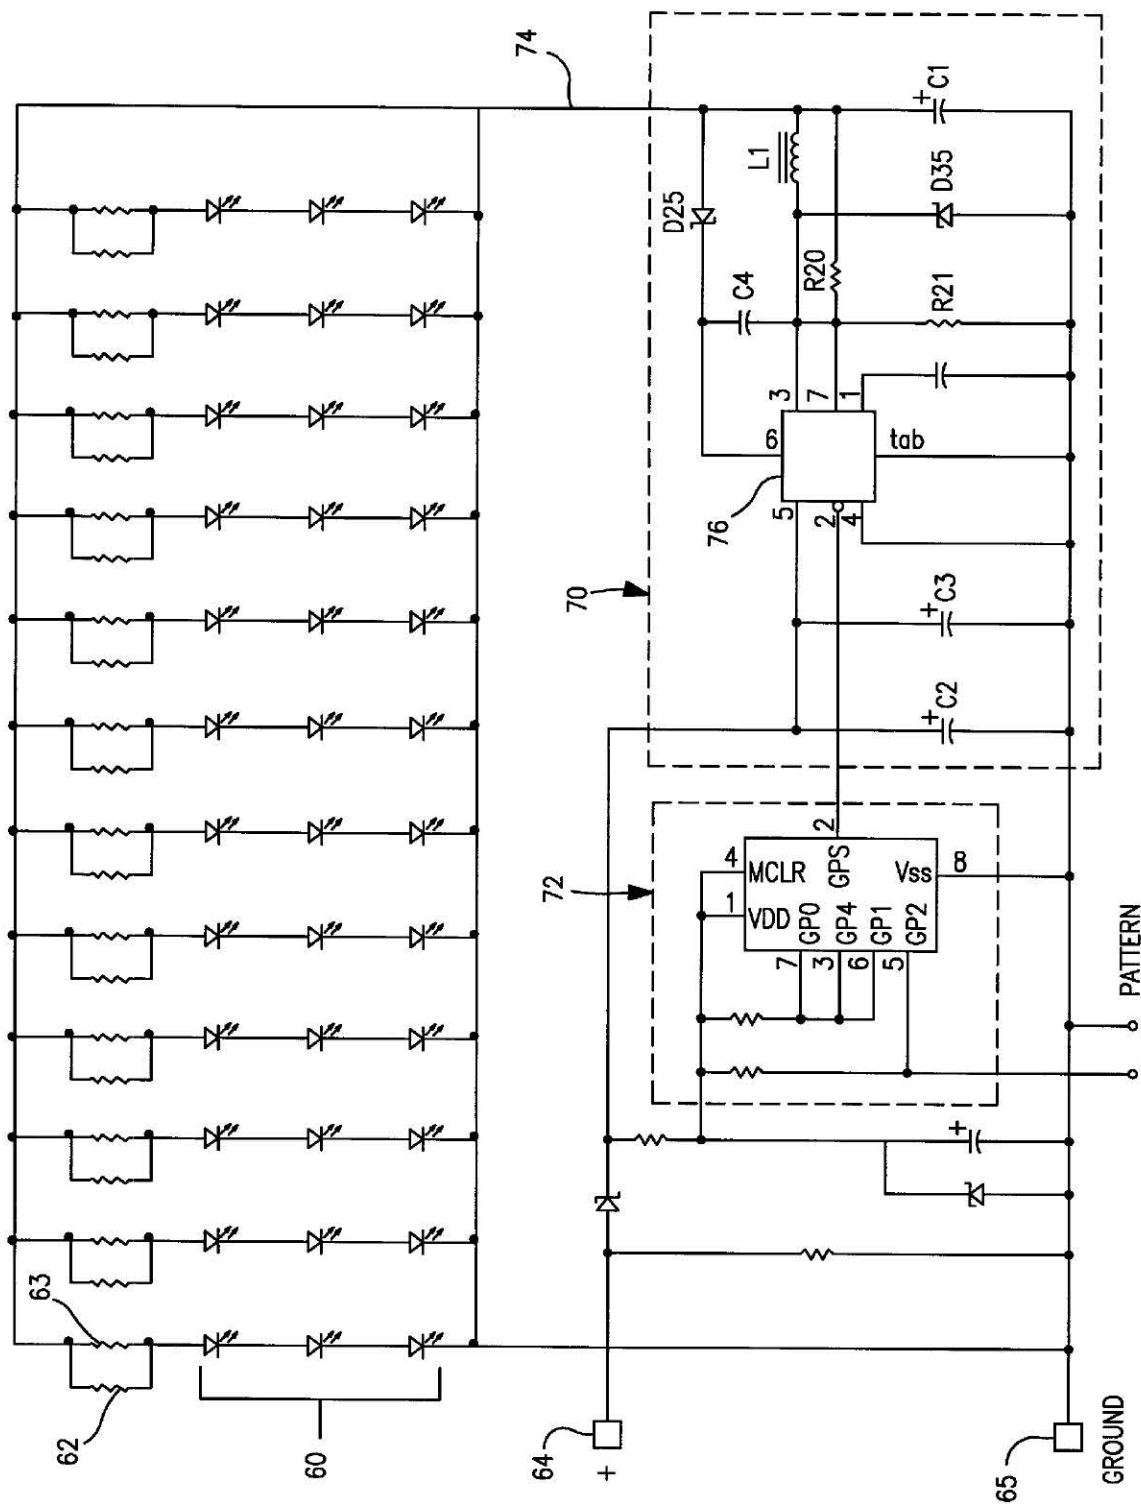 63
62
60
74
64
+
72
70
D25
76
4
1
MCLR
VDD
6
C4
L1
7
GP0
5
3
3
GP4
GPS
2
2
7
R20
6
GP1
4
1
5
GP2
Vss
8
tab
+
+
C2
+
C3
R21
D35
+
C1
65
GROUND
PATTERN